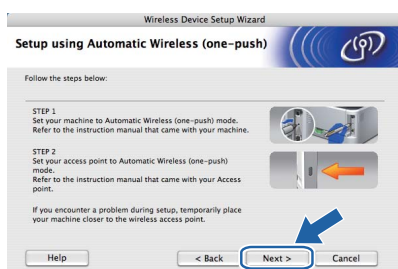 Wireless Device Setup Wizard
Setup using Automatic Wireless (one-push)
Follow the steps below:
STEP 1
Set your machine to Automatic Wireless (one-push) mode.
Refer to the instruction manual that came with your machine.
STEP 2
Set your access point to Automatic Wireless (one-push)
mode.
Refer to the instruction manual that came with your Access
point.
If you encounter a problem during setup, temporarily place
your machine closer to the wireless access point.
Help
< Back
Next >
Cancel